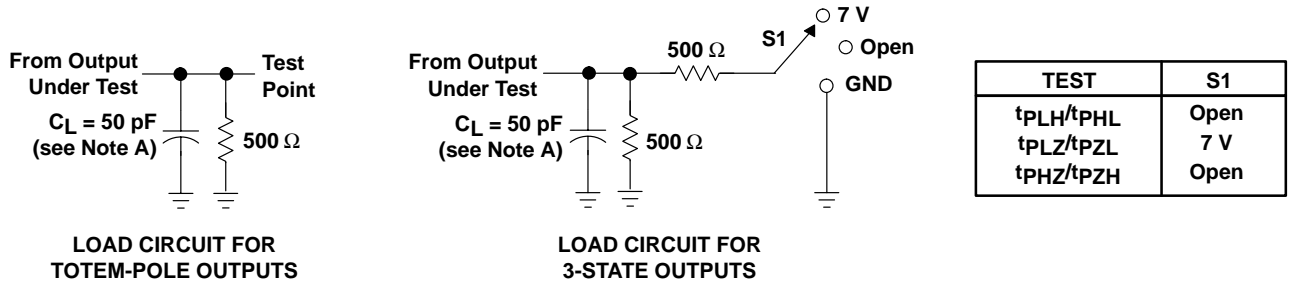 From Output
Under Test
Test
Point
CL = 50 pF
(see Note A)
500 Ω
LOAD CIRCUIT FOR
TOTEM-POLE OUTPUTS
From Output
Under Test
500 Ω
S1
7 V
Open
GND
CL = 50 pF
(see Note A)
500 Ω
LOAD CIRCUIT FOR
3-STATE OUTPUTS
TEST S1
tPLH/tPHL Open
tPLZ/tPZL 7 V
tPHZ/tPZH Open